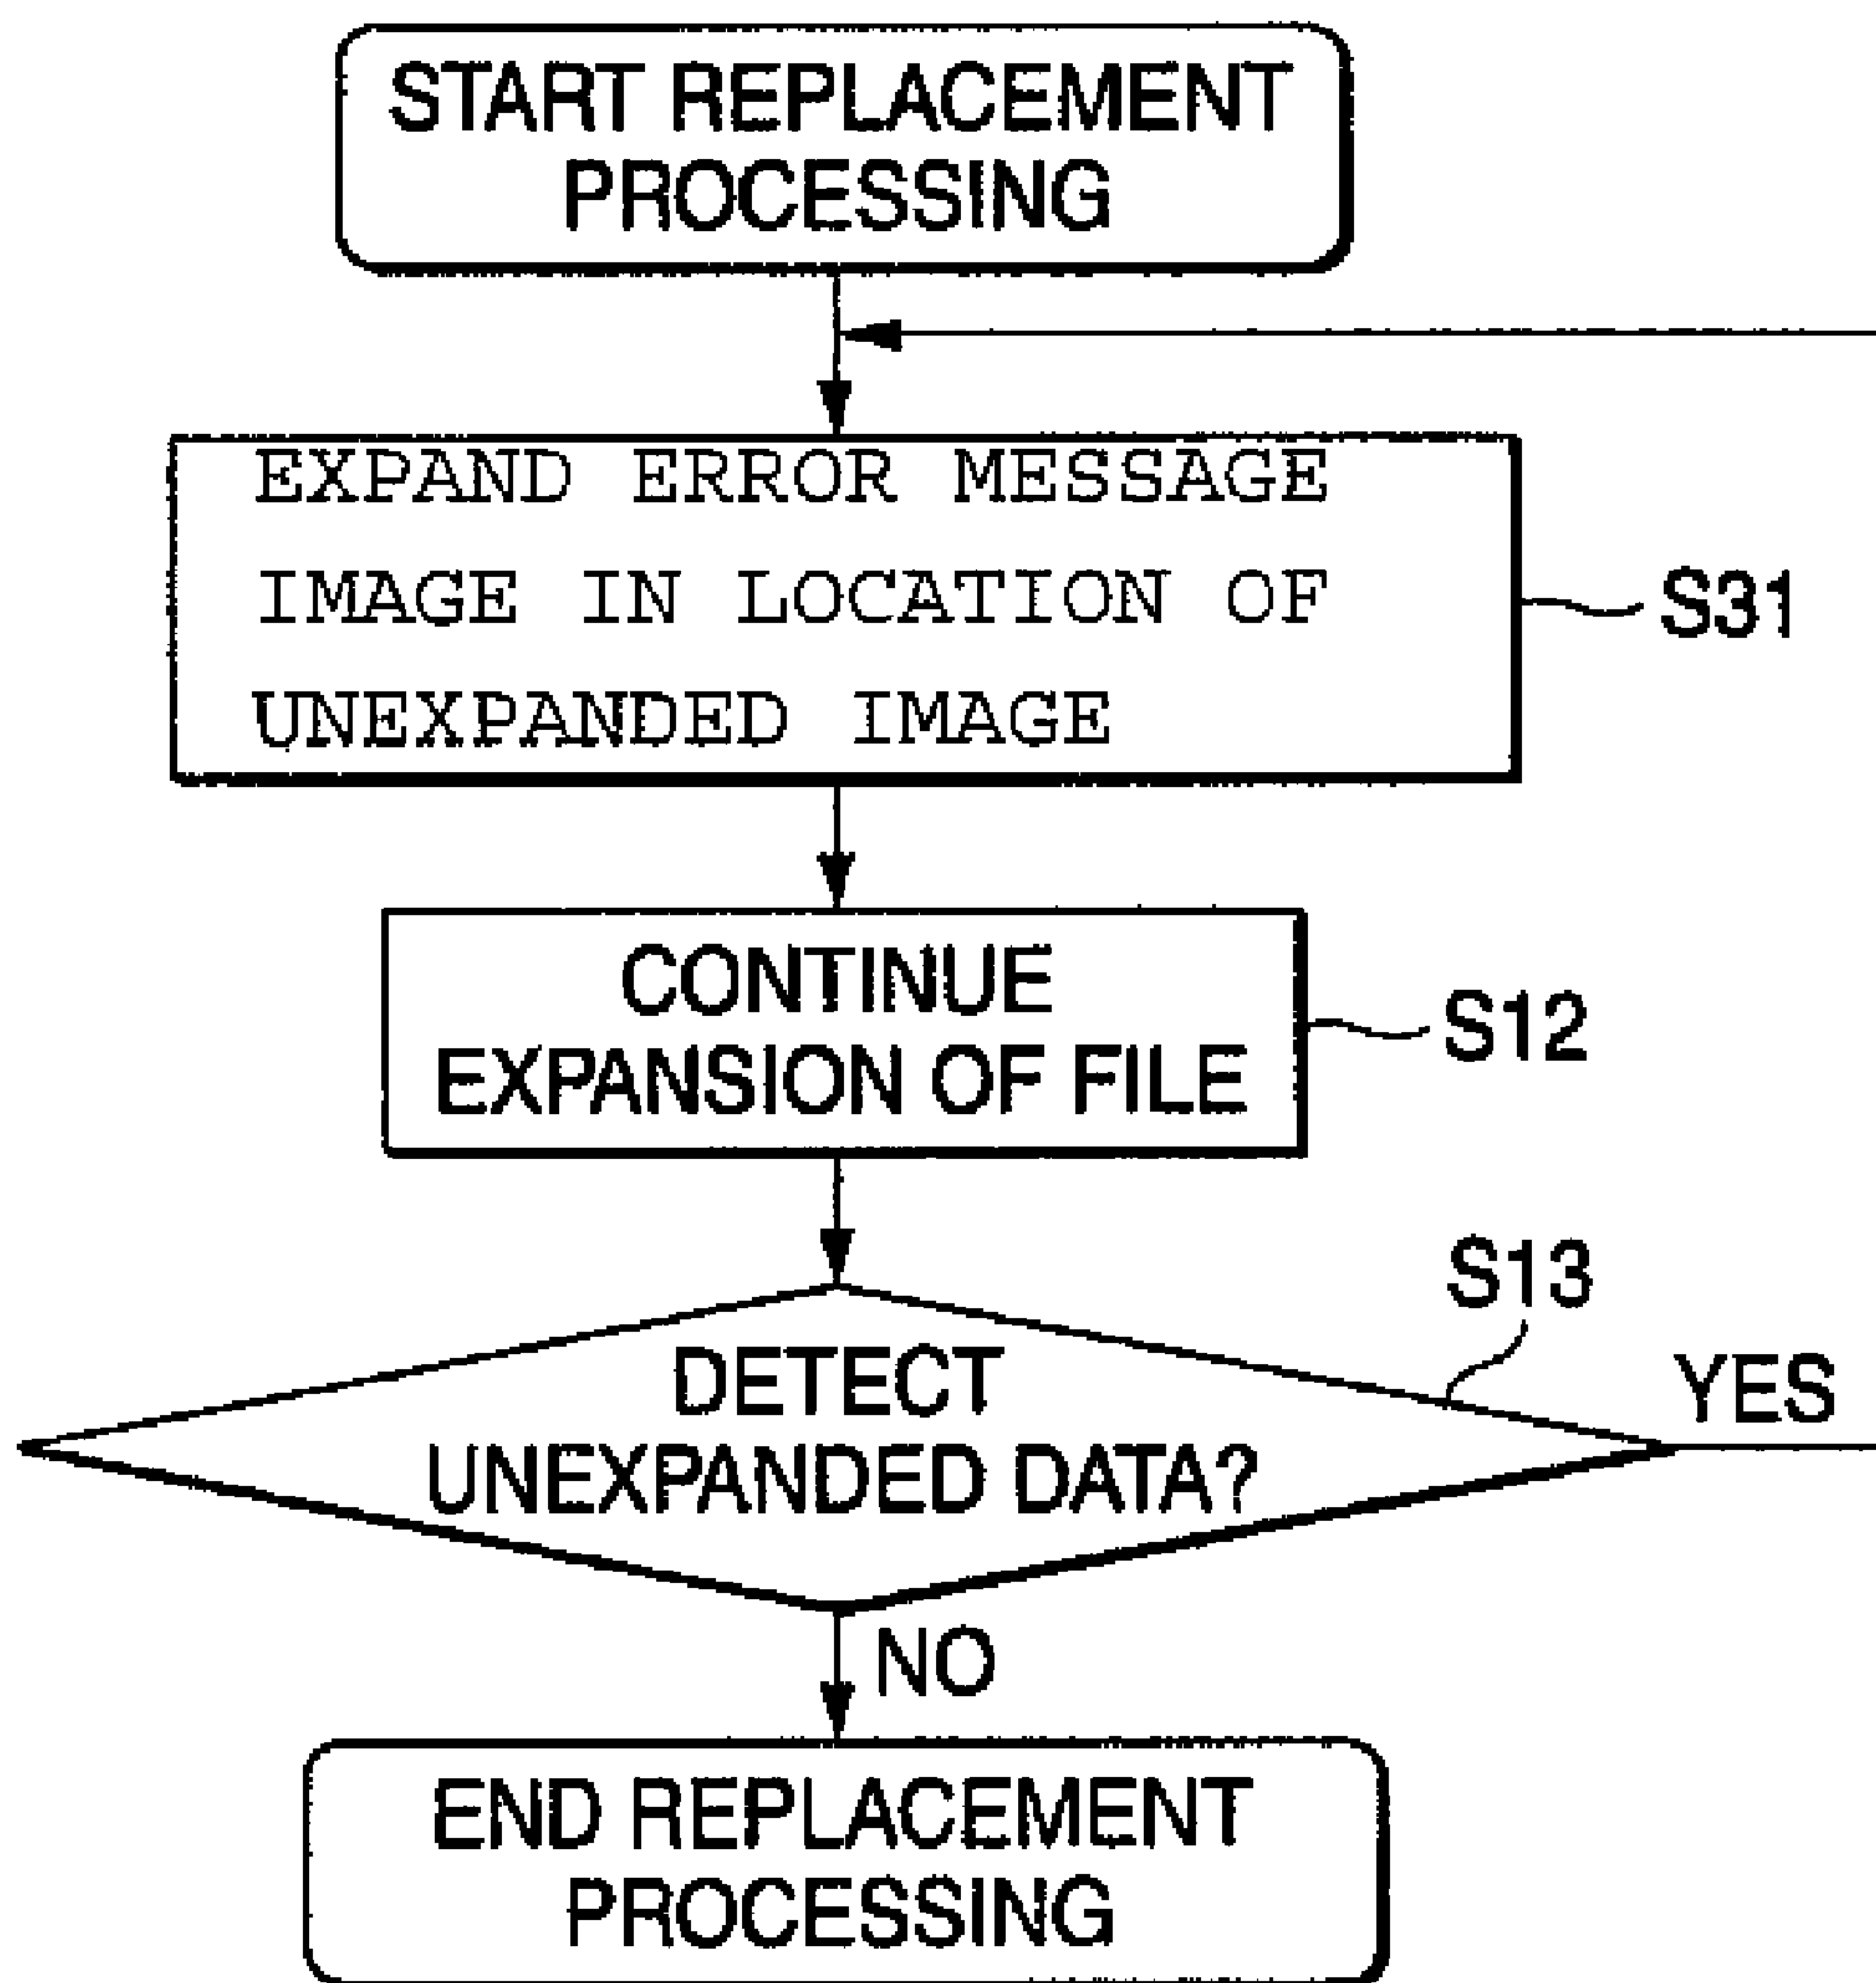 START REPLACEMENT
PROCESSING
EXPAND ERROR MESSAGE
IMAGE IN LOCATION OF
UNEXPANDED IMAGE
S31
CONTINUE
EXPANSION OF FILE
S12
S13
DETECT
UNEXPANDED DATA?
YES
NO
END REPLACEMENT
PROCESSING